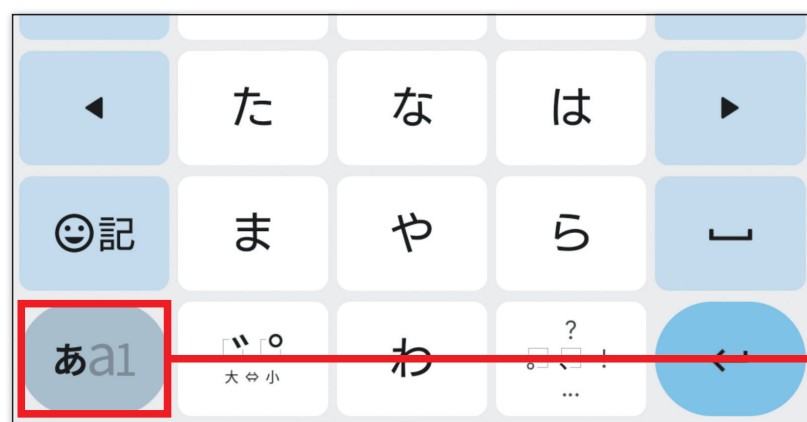 ◀ た な は ▶
☺記 ま や ら ⎵
あa1 ゛゜ わ ?
。、!
大⇔小 …